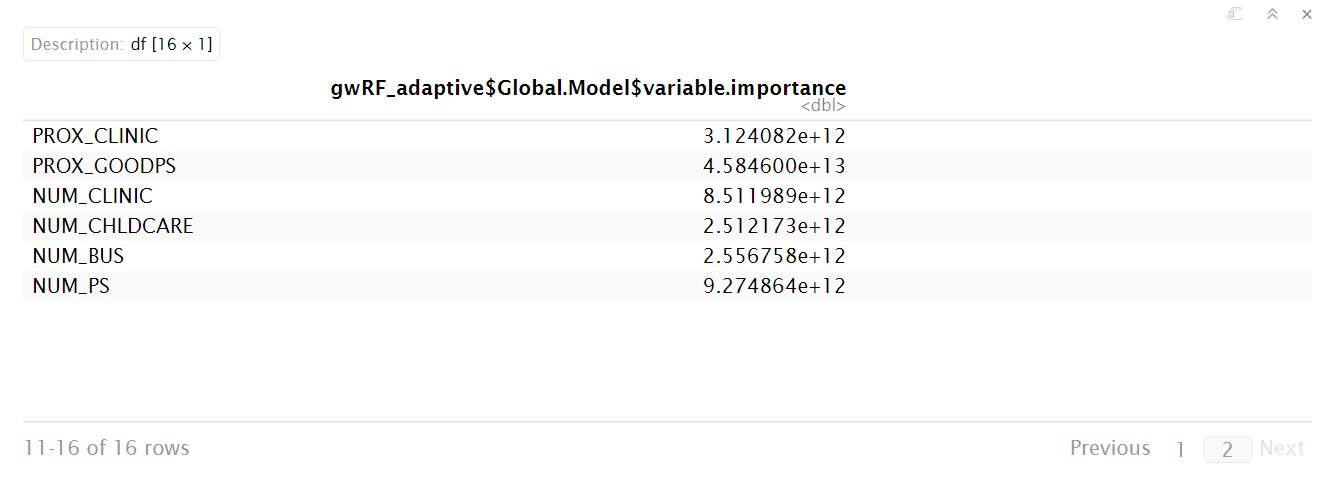 Description: df [16 × 1]
gwRF_adaptive$Global.Model$variable.importance
<dbl>
PROX_CLINIC 3.124082e+12
PROX_GOODPS 4.584600e+13
NUM_CLINIC 8.511989e+12
NUM_CHLDCARE 2.512173e+12
NUM_BUS 2.556758e+12
NUM_PS 9.274864e+12
11-16 of 16 rows Previous 1 2 Next